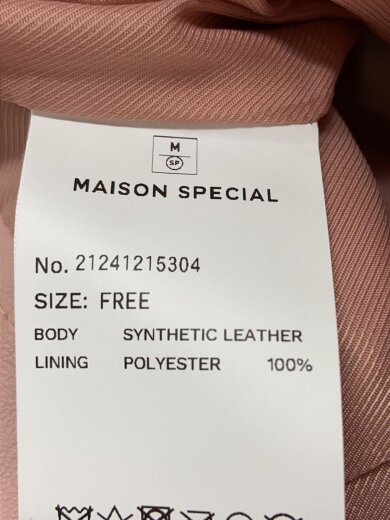 M
SP
MAISON SPECIAL
No. 21241215304
SIZE: FREE
BODY SYNTHETIC LEATHER
LINING POLYESTER 100%